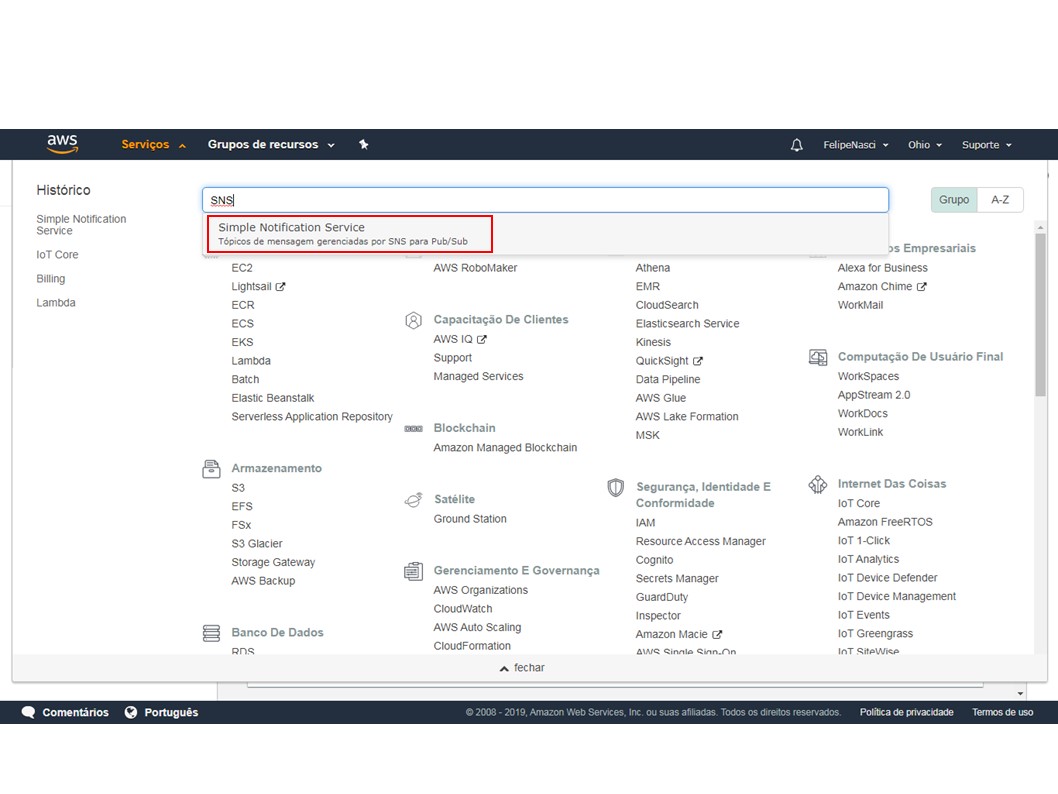 aws Serviços Grupos de recursos FelipeNasci Ohio Suporte
Histórico
Simple Notification
Service
IoT Core
Billing
Lambda
SNS
Grupo A-Z
Simple Notification Service
Tópicos de mensagem gerenciadas por SNS para Pub/Sub
EC2
Lightsail
ECR
ECS
EKS
Lambda
Batch
Elastic Beanstalk
Serverless Application Repository
Armazenamento
S3
EFS
FSx
S3 Glacier
Storage Gateway
AWS Backup
Banco De Dados
RDS
AWS RoboMaker
Capacitação De Clientes
AWS IQ
Support
Managed Services
Blockchain
Amazon Managed Blockchain
Satélite
Ground Station
Gerenciamento E Governança
AWS Organizations
CloudWatch
AWS Auto Scaling
CloudFormation
Athena
EMR
CloudSearch
Elasticsearch Service
Kinesis
QuickSight
Data Pipeline
AWS Glue
AWS Lake Formation
MSK
Segurança, Identidade E
Conformidade
IAM
Resource Access Manager
Cognito
Secrets Manager
GuardDuty
Inspector
Amazon Macie
AWS Single Sign-On
os Empresariais
Alexa for Business
Amazon Chime
WorkMail
Computação De Usuário Final
WorkSpaces
AppStream 2.0
WorkDocs
WorkLink
Internet Das Coisas
IoT Core
Amazon FreeRTOS
IoT 1-Click
IoT Analytics
IoT Device Defender
IoT Device Management
IoT Events
IoT Greengrass
IoT SiteWise
fechar
Comentários Português © 2008 - 2019, Amazon Web Services, Inc. ou suas afiliadas. Todos os direitos reservados. Política de privacidade Termos de uso